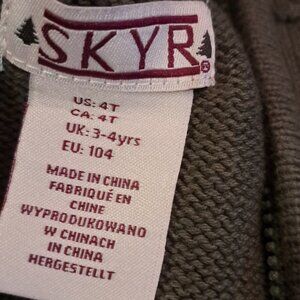 SKYR®
US: 4T
CA: 4T
UK: 3-4yrs
EU: 104
MADE IN CHINA
FABRIQUÉ EN
CHINE
WYPRODUKOWANO
W CHINACH
IN CHINA
HERGESTELLT